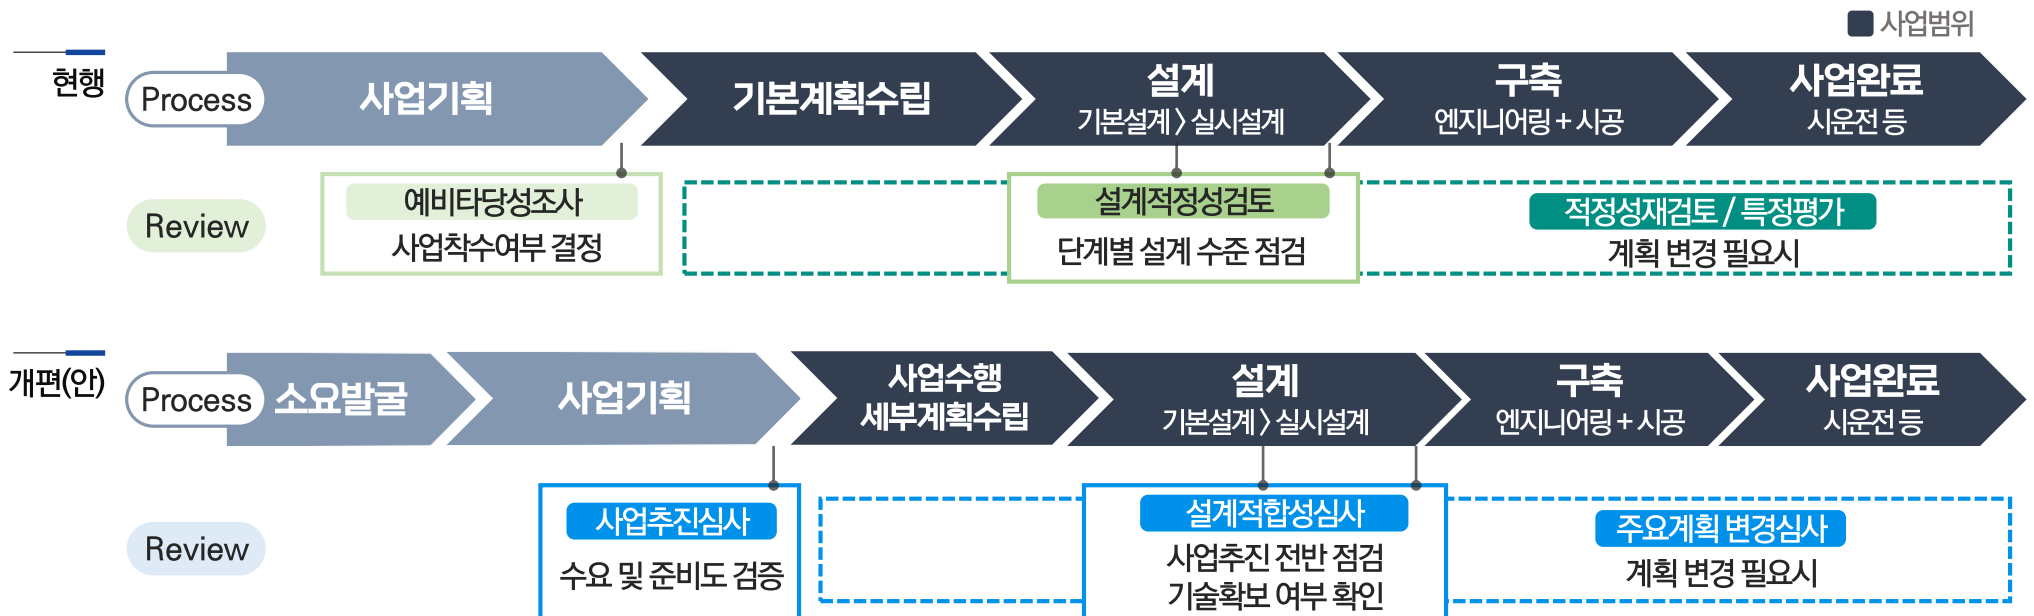 사업범위
현행
Process
사업기획
기본계획수립
설계
기본설계 〉 실시설계
구축
엔지니어링 + 시공
사업완료
시운전 등
Review
예비타당성조사
사업착수여부 결정
설계적정성검토
단계별 설계 수준 점검
적정성재검토 / 특정평가
계획 변경 필요시
개편(안)
Process
소요발굴
사업기획
사업수행
세부계획수립
설계
기본설계 〉 실시설계
구축
엔지니어링 + 시공
사업완료
시운전 등
Review
사업추진심사
수요 및 준비도 검증
설계적합성심사
사업추진 전반 점검
기술확보 여부 확인
주요계획 변경심사
계획 변경 필요시